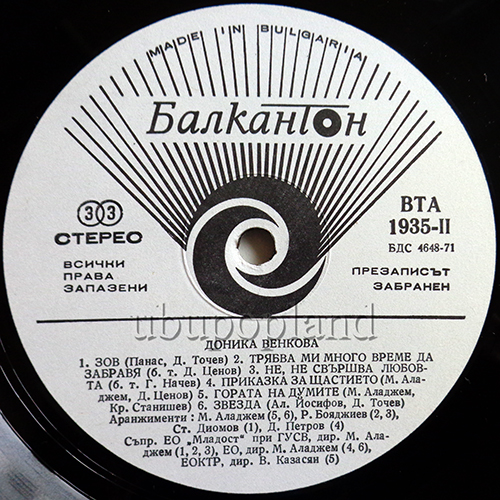 MADE IN BULGARIA
Балкантон
33
СТЕРЕО
ВСИЧКИ
ПРАВА
ЗАПАЗЕНИ
ВТА
1935-II
БДС 4648-71
ПРЕЗАПИСЪТ
ЗАБРАНЕН
ubupopland
ДОНИКА ВЕНКОВА
1. ЗОВ (Панас, Д. Точев) 2. ТРЯБВА МИ МНОГО ВРЕМЕ ДА
ЗАБРАВЯ (б. т. Д. Ценов) 3. НЕ, НЕ СВЪРШВА ЛЮБОВ-
ТА (б. т. Г. Начев) 4. ПРИКАЗКА ЗА ЩАСТИЕТО (М. Ала-
джем, Д. Ценов) 5. ГОРАТА НА ДУМИТЕ (М. Аладжем,
Кр. Станишев) 6. ЗВЕЗДА (Ал. Йосифов, Д. Точев)
Аранжименти: М. Аладжем (5, 6), Р. Бояджиев (2, 3),
Ст. Диомов (1), Д. Петров (4)
Съпр. ЕО „Младост" при ГУСВ, дир. М. Ала-
джем (1, 2, 3), ЕО, дир. М. Аладжем (4, 6),
ЕОКТР, дир. В. Казасян (5)